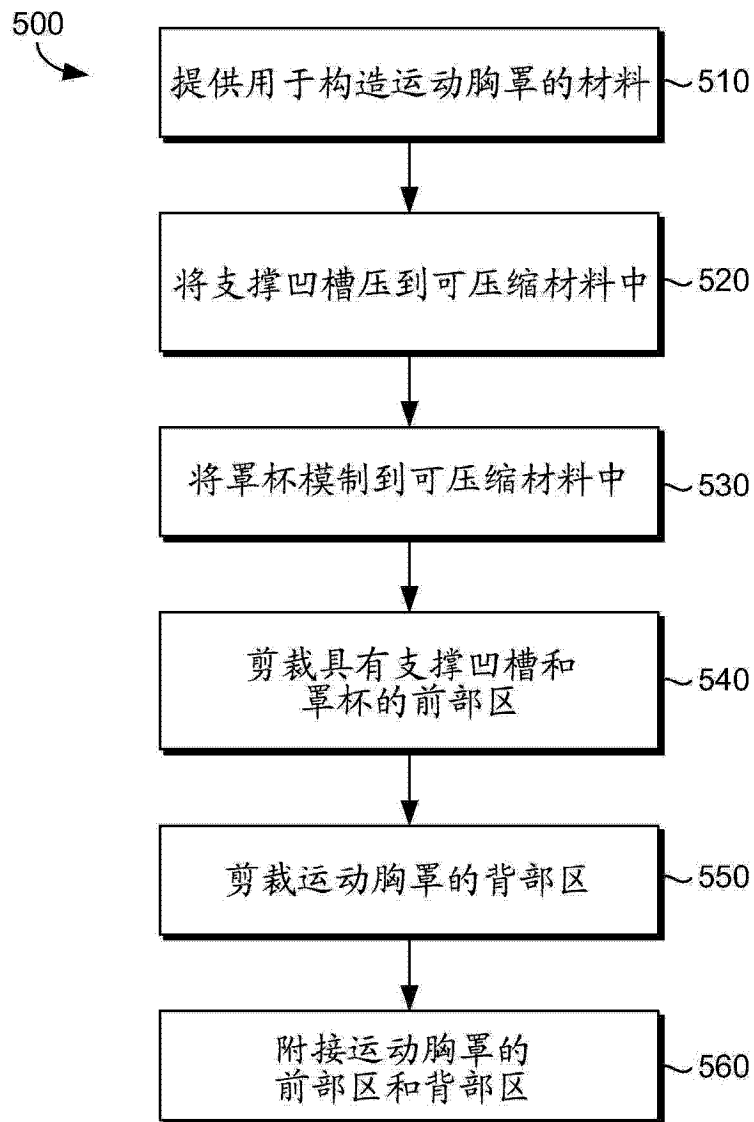 500
提供用于构造运动胸罩的材料
510
将支撑凹槽压到可压缩材料中
520
将罩杯模制到可压缩材料中
530
剪裁具有支撑凹槽和
罩杯的前部区
540
剪裁运动胸罩的背部区
550
附接运动胸罩的
前部区和背部区
560